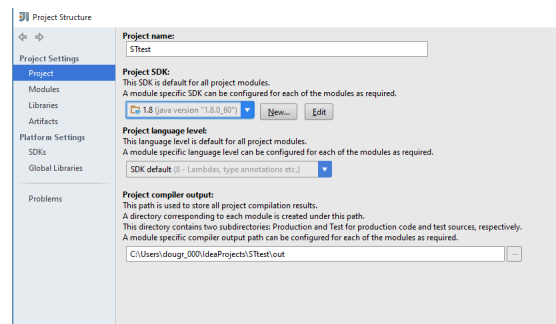 Project Structure
Project Settings
Project
Modules
Libraries
Artifacts
Platform Settings
SDKs
Global Libraries
Problems
Project name:
STtest
Project SDK:
This SDK is default for all project modules.
A module specific SDK can be configured for each of the modules as required.
1.8 (java version "1.8.0_60")
New...
Edit
Project language level:
This language level is default for all project modules.
A module specific language level can be configured for each of the modules as required.
SDK default (8 - Lambdas, type annotations etc.)
Project compiler output:
This path is used to store all project compilation results.
A directory corresponding to each module is created under this path.
This directory contains two subdirectories: Production and Test for production code and test sources, respectively.
A module specific compiler output path can be configured for each of the modules as required.
C:\Users\dougr_000\IdeaProjects\STtest\out
...